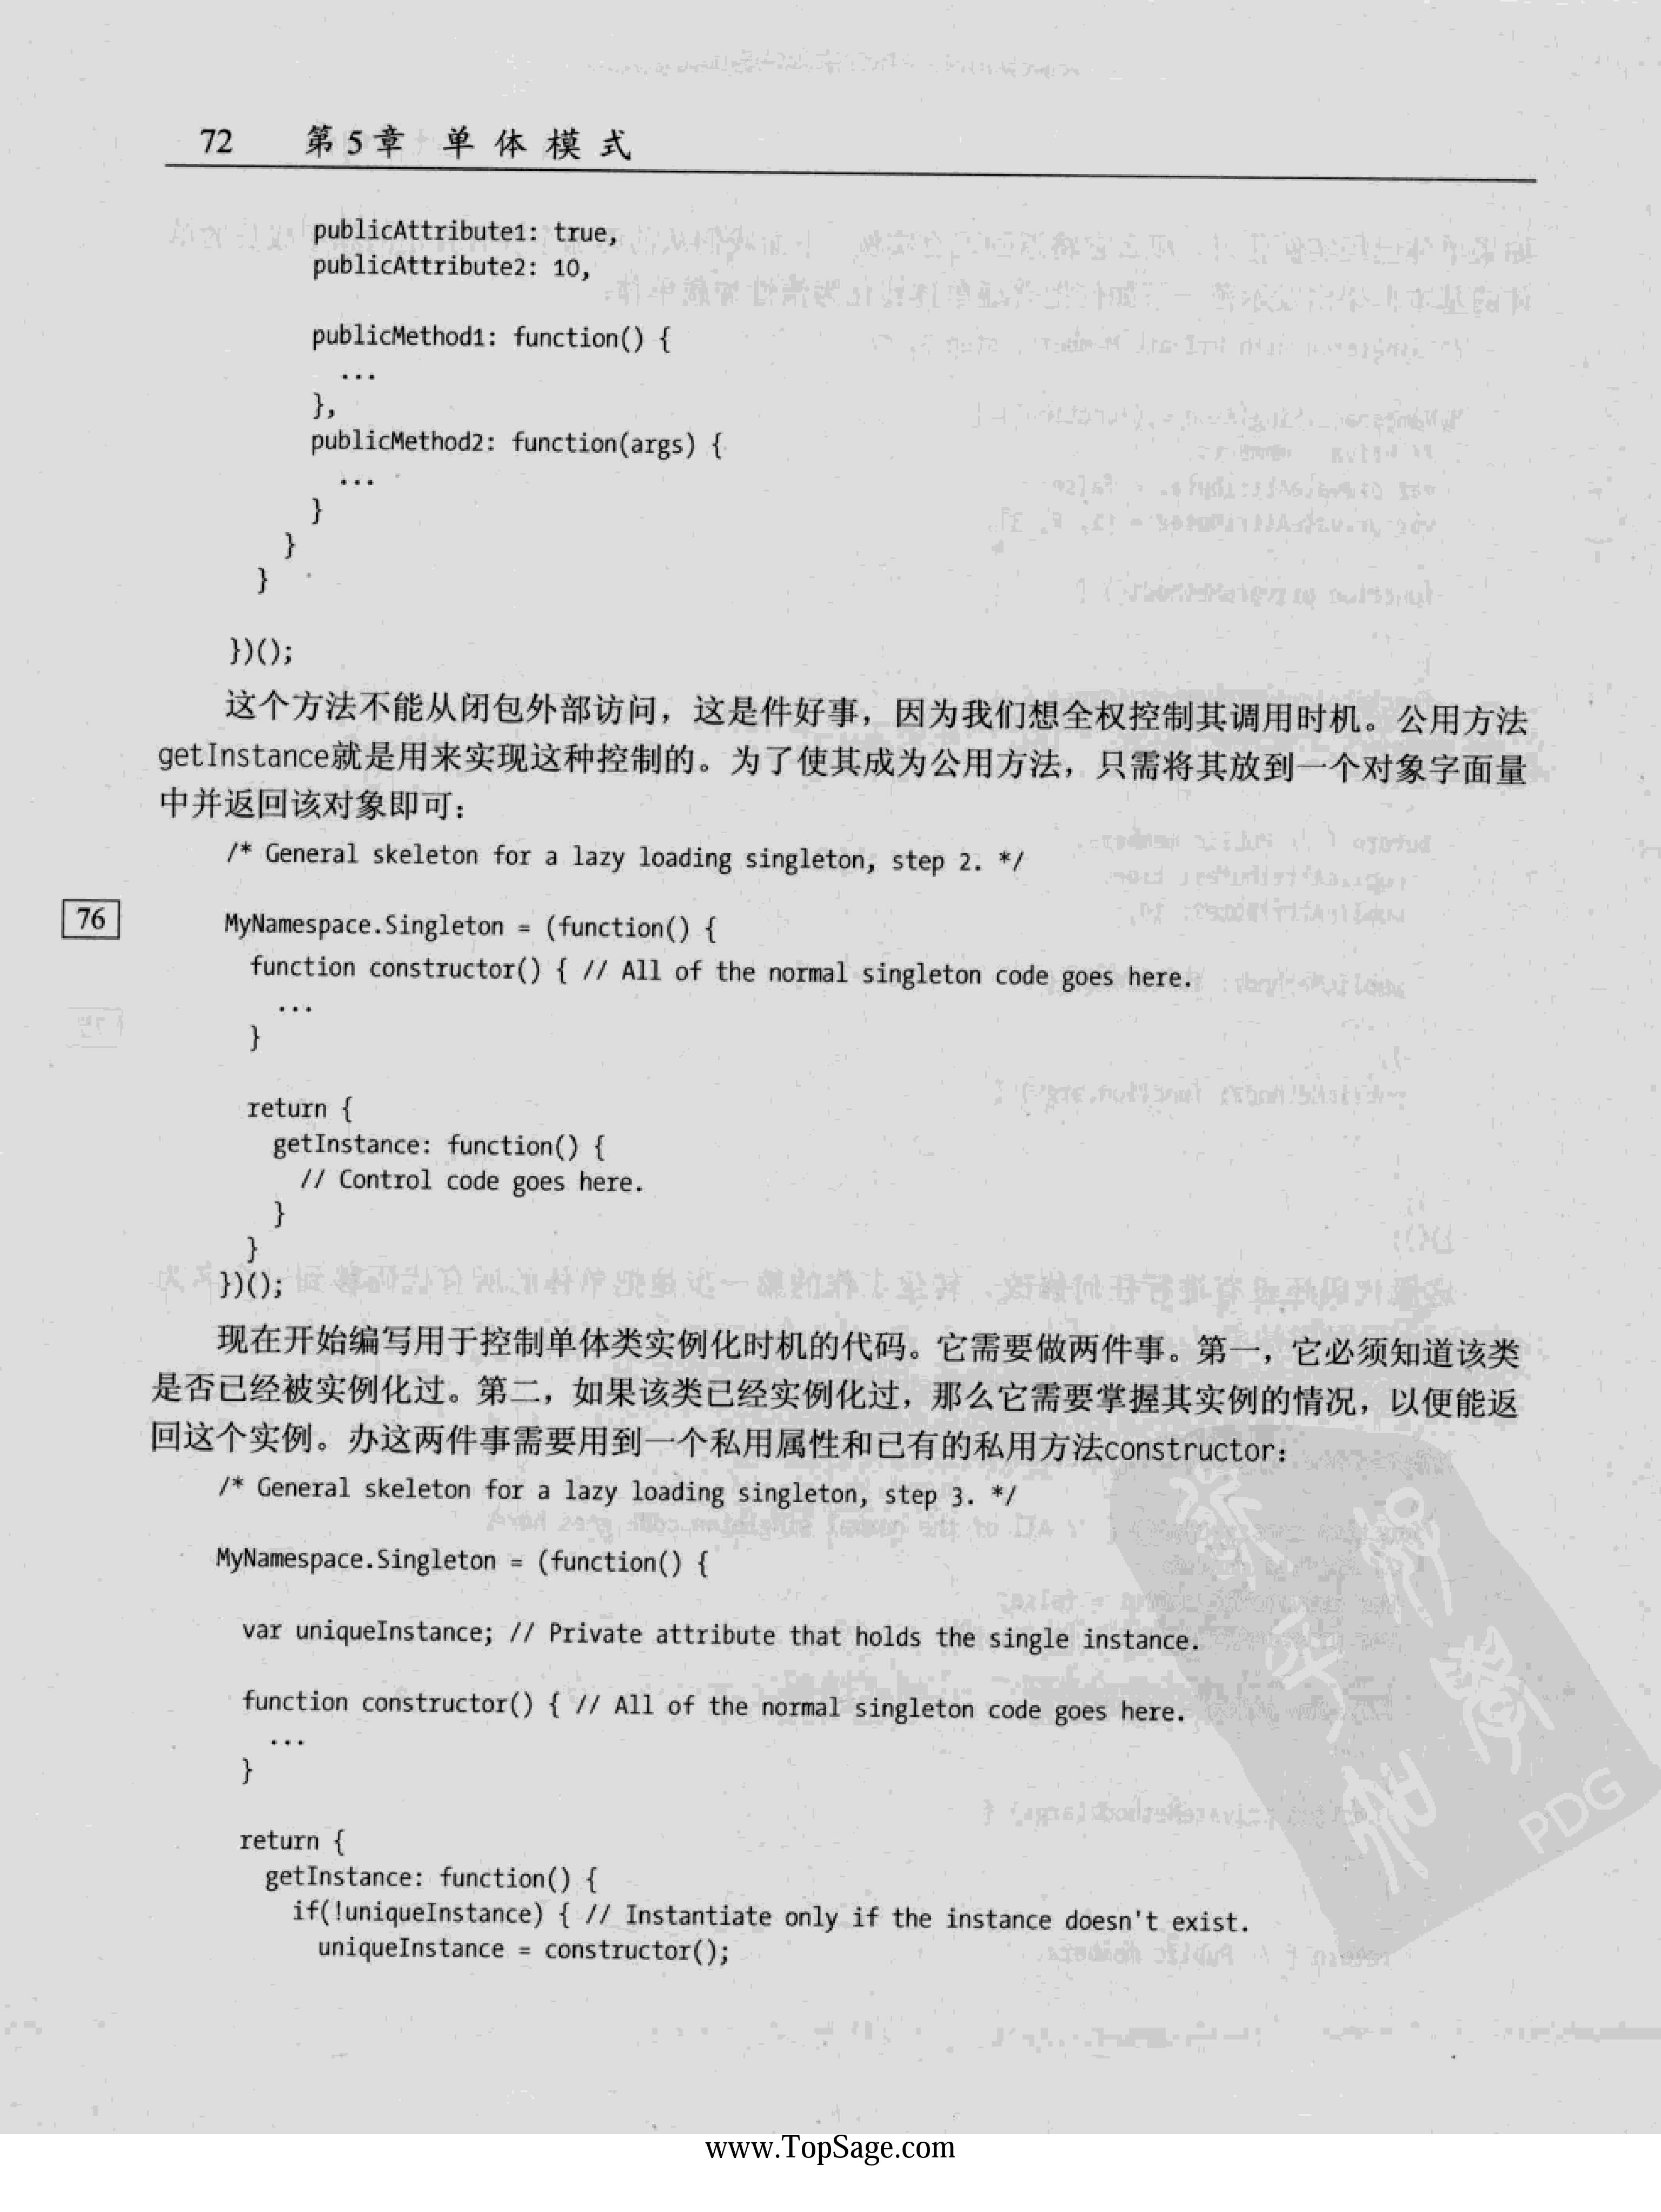 72 第5章 单体模式
publicAttribute1: true,
publicAttribute2: 10,
publicMethod1: function() {
...
},
publicMethod2: function(args) {
...
}
}
}
})();
这个方法不能从闭包外部访问，这是件好事，因为我们想全权控制其调用时机。公用方法
getInstance就是用来实现这种控制的。为了使其成为公用方法，只需将其放到一个对象字面量
中并返回该对象即可：
/* General skeleton for a lazy loading singleton, step 2. */
76
MyNamespace.Singleton = (function() {
function constructor() { // All of the normal singleton code goes here.
...
}
return {
getInstance: function() {
// Control code goes here.
}
}
})();
现在开始编写用于控制单体类实例化时机的代码。它需要做两件事。第一，它必须知道该类
是否已经被实例化过。第二，如果该类已经实例化过，那么它需要掌握其实例的情况，以便能返
回这个实例。办这两件事需要用到一个私用属性和已有的私用方法constructor：
/* General skeleton for a lazy loading singleton, step 3. */
MyNamespace.Singleton = (function() {
var uniqueInstance; // Private attribute that holds the single instance.
function constructor() { // All of the normal singleton code goes here.
...
}
return {
getInstance: function() {
if(!uniqueInstance) { // Instantiate only if the instance doesn't exist.
uniqueInstance = constructor();
PDG
www.TopSage.com